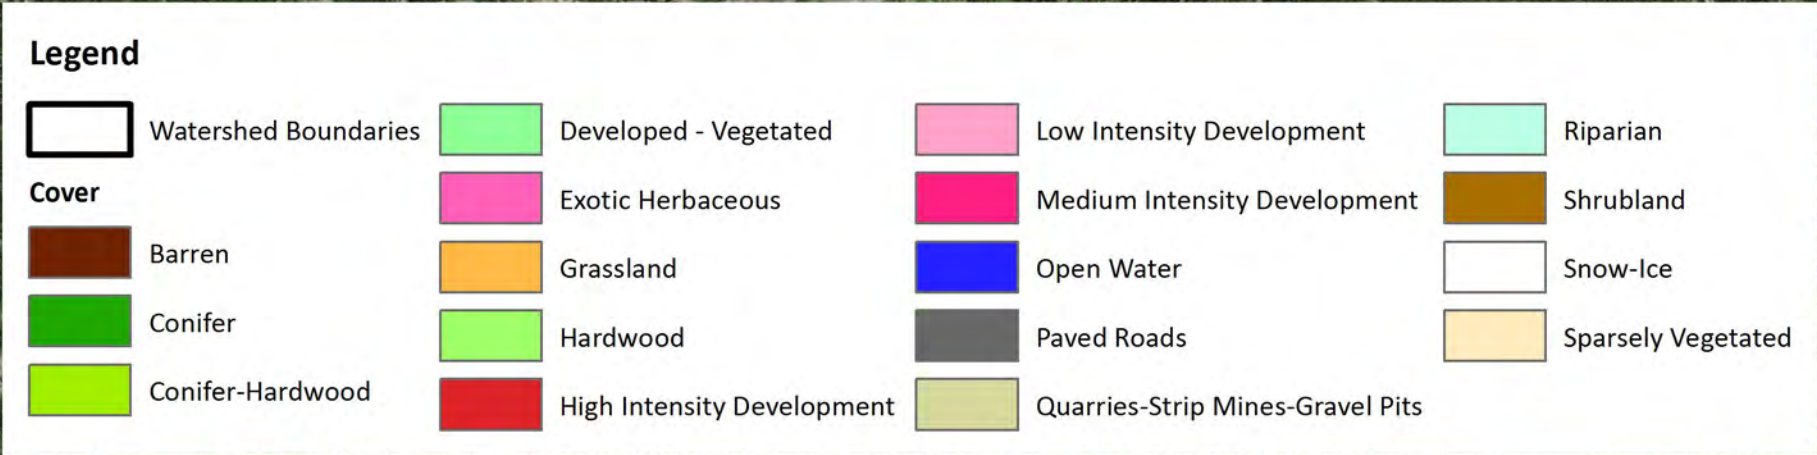 Legend
Watershed Boundaries
Cover
Barren
Conifer
Conifer-Hardwood
Developed - Vegetated
Exotic Herbaceous
Grassland
Hardwood
High Intensity Development
Low Intensity Development
Medium Intensity Development
Open Water
Paved Roads
Quarries-Strip Mines-Gravel Pits
Riparian
Shrubland
Snow-Ice
Sparsely Vegetated